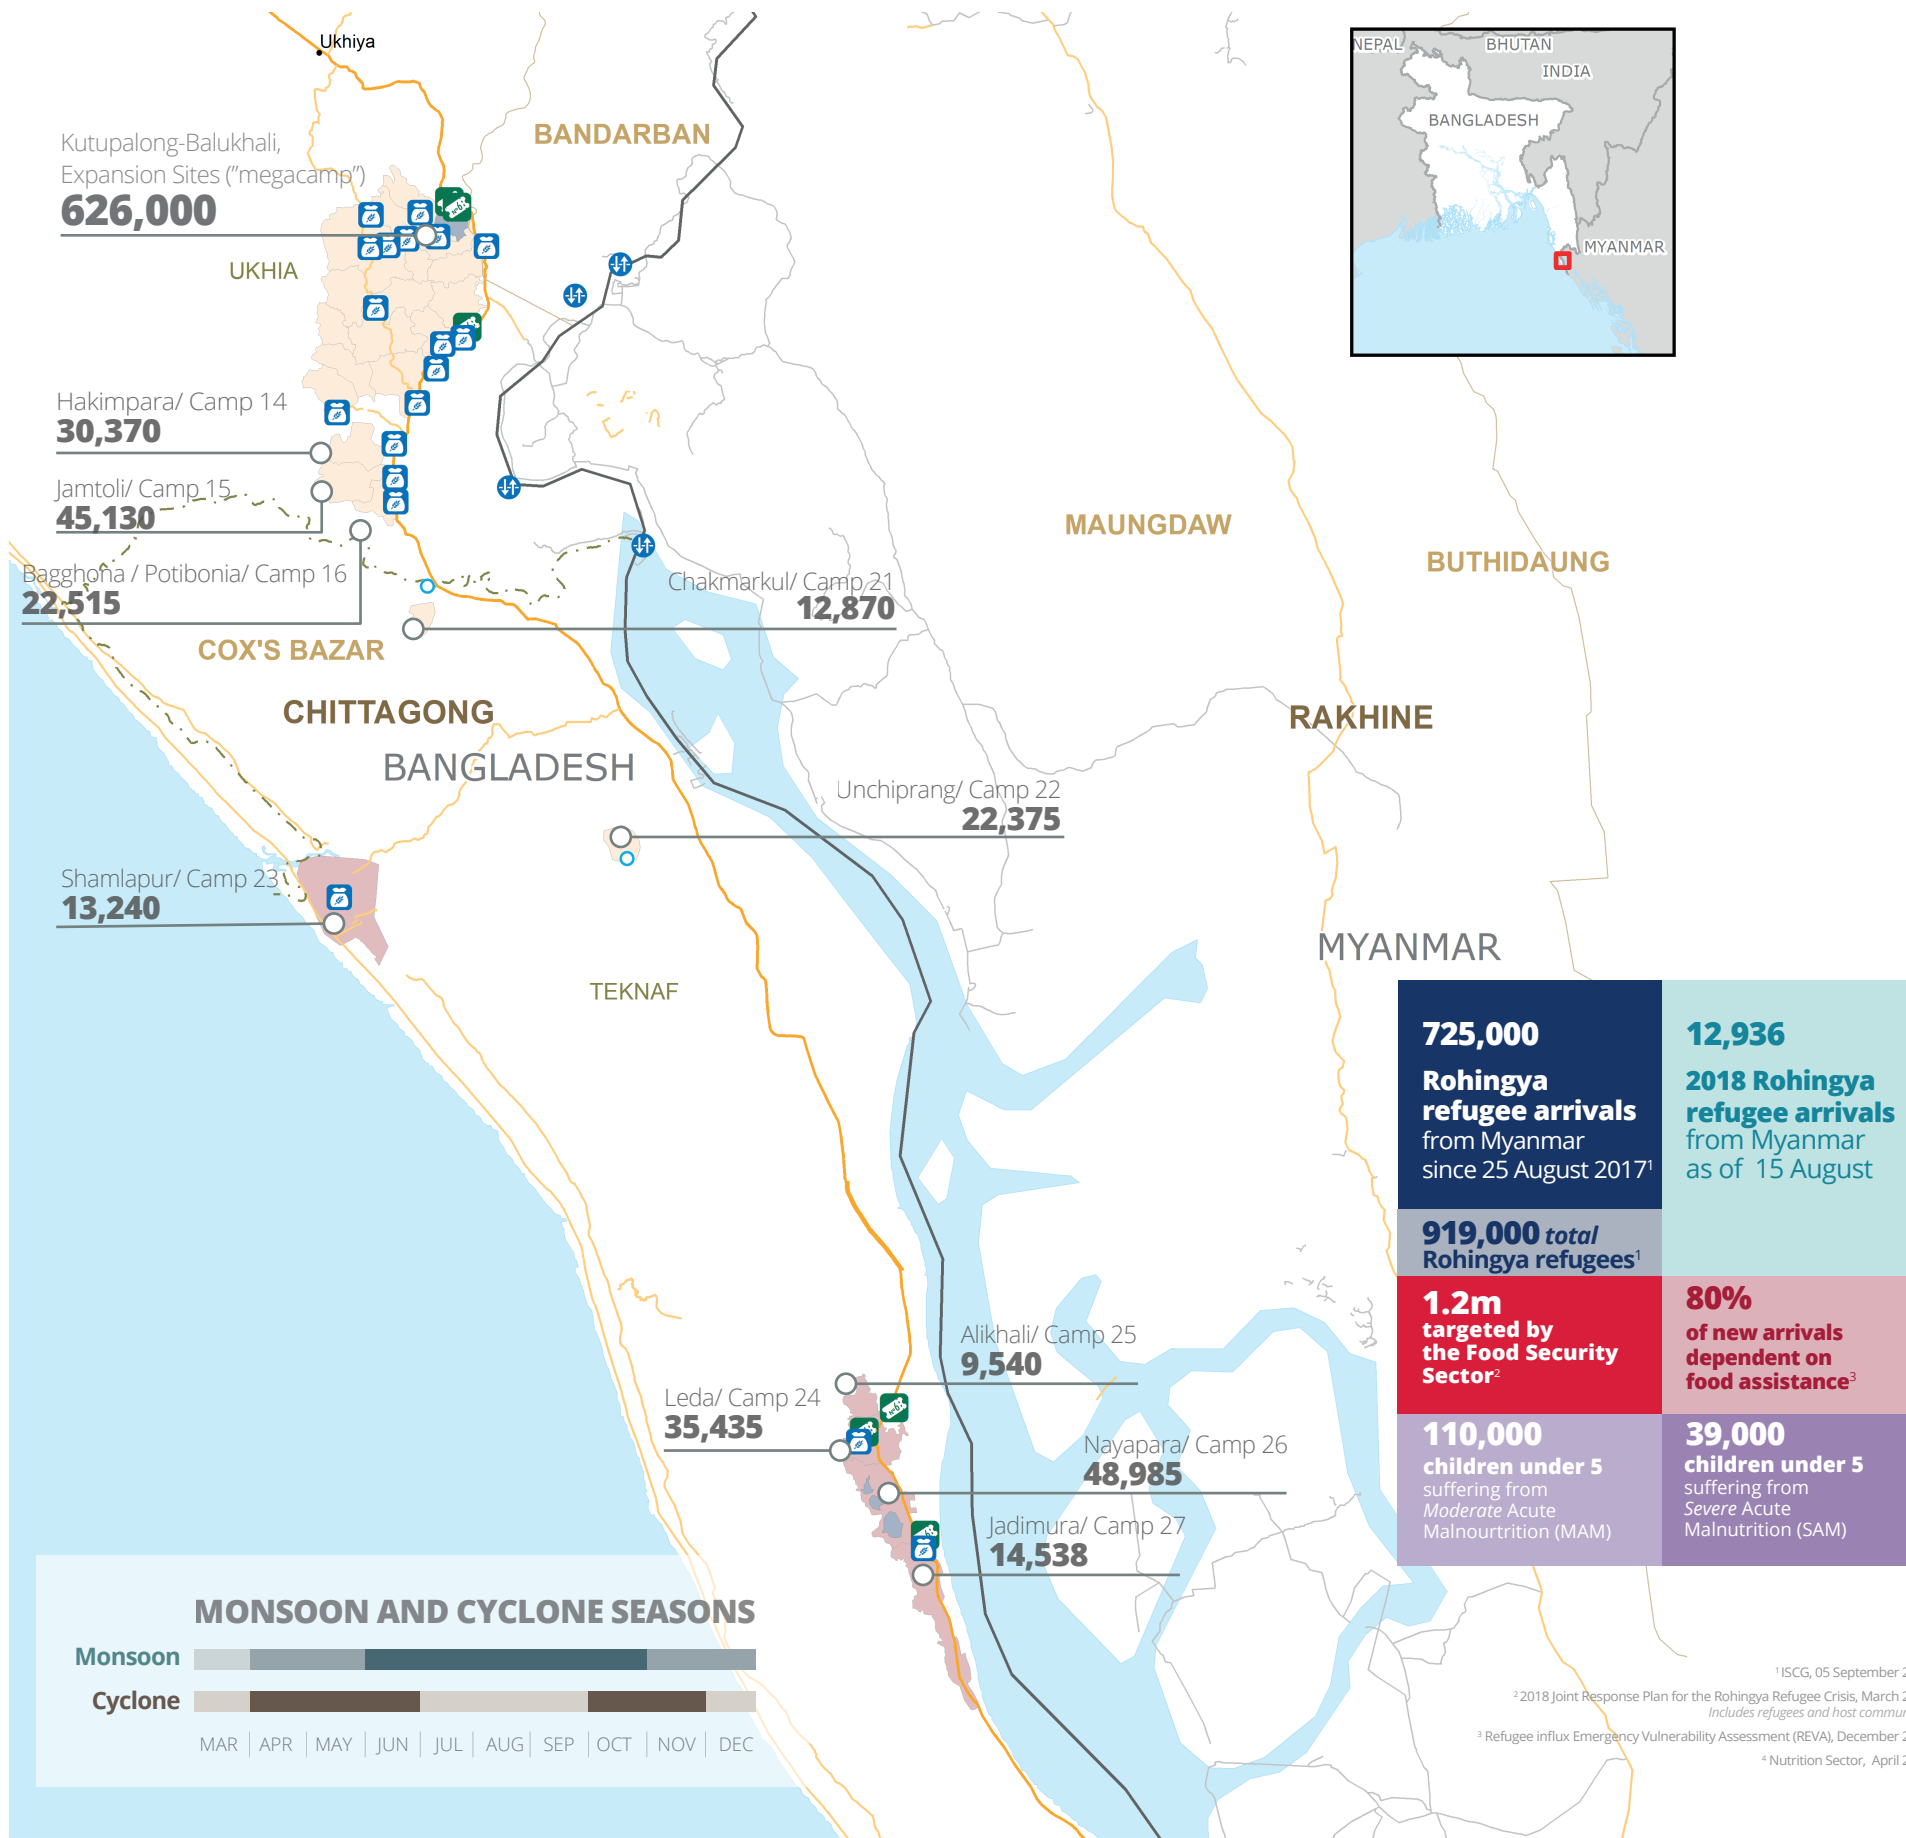 Ukhiya
NEPAL
BHUTAN
INDIA
BANGLADESH
MYANMAR
BANDARBAN
Kutupalong-Balukhali,
Expansion Sites ("megacamp")
626,000
UKHIA
Hakimpara/ Camp 14
30,370
Jamtoli/ Camp 15
45,130
Bagghona / Potibonia/ Camp 16
22,515
Chakmarkul/ Camp 21
12,870
MAUNGDAW
BUTHIDAUNG
COX'S BAZAR
CHITTAGONG
BANGLADESH
RAKHINE
Unchiprang/ Camp 22
22,375
Shamlapur/ Camp 23
13,240
MYANMAR
TEKNAF
725,000
Rohingya
refugee arrivals
from Myanmar
since 25 August 2017¹
12,936
2018 Rohingya
refugee arrivals
from Myanmar
as of 15 August
919,000 total
Rohingya refugees¹
1.2m
targeted by
the Food Security
Sector²
80%
of new arrivals
dependent on
food assistance³
110,000
children under 5
suffering from
Moderate Acute
Malnourtrition (MAM)
39,000
children under 5
suffering from
Severe Acute
Malnutrition (SAM)
Alikhali/ Camp 25
9,540
Leda/ Camp 24
35,435
Nayapara/ Camp 26
48,985
Jadimura/ Camp 27
14,538
MONSOON AND CYCLONE SEASONS
Monsoon
Cyclone
MAR APR MAY JUN JUL AUG SEP OCT NOV DEC
¹ ISCG, 05 September 2
² 2018 Joint Response Plan for the Rohingya Refugee Crisis, March 2
Includes refugees and host commun
³ Refugee influx Emergency Vulnerability Assessment (REVA), December 2
⁴ Nutrition Sector, April 2